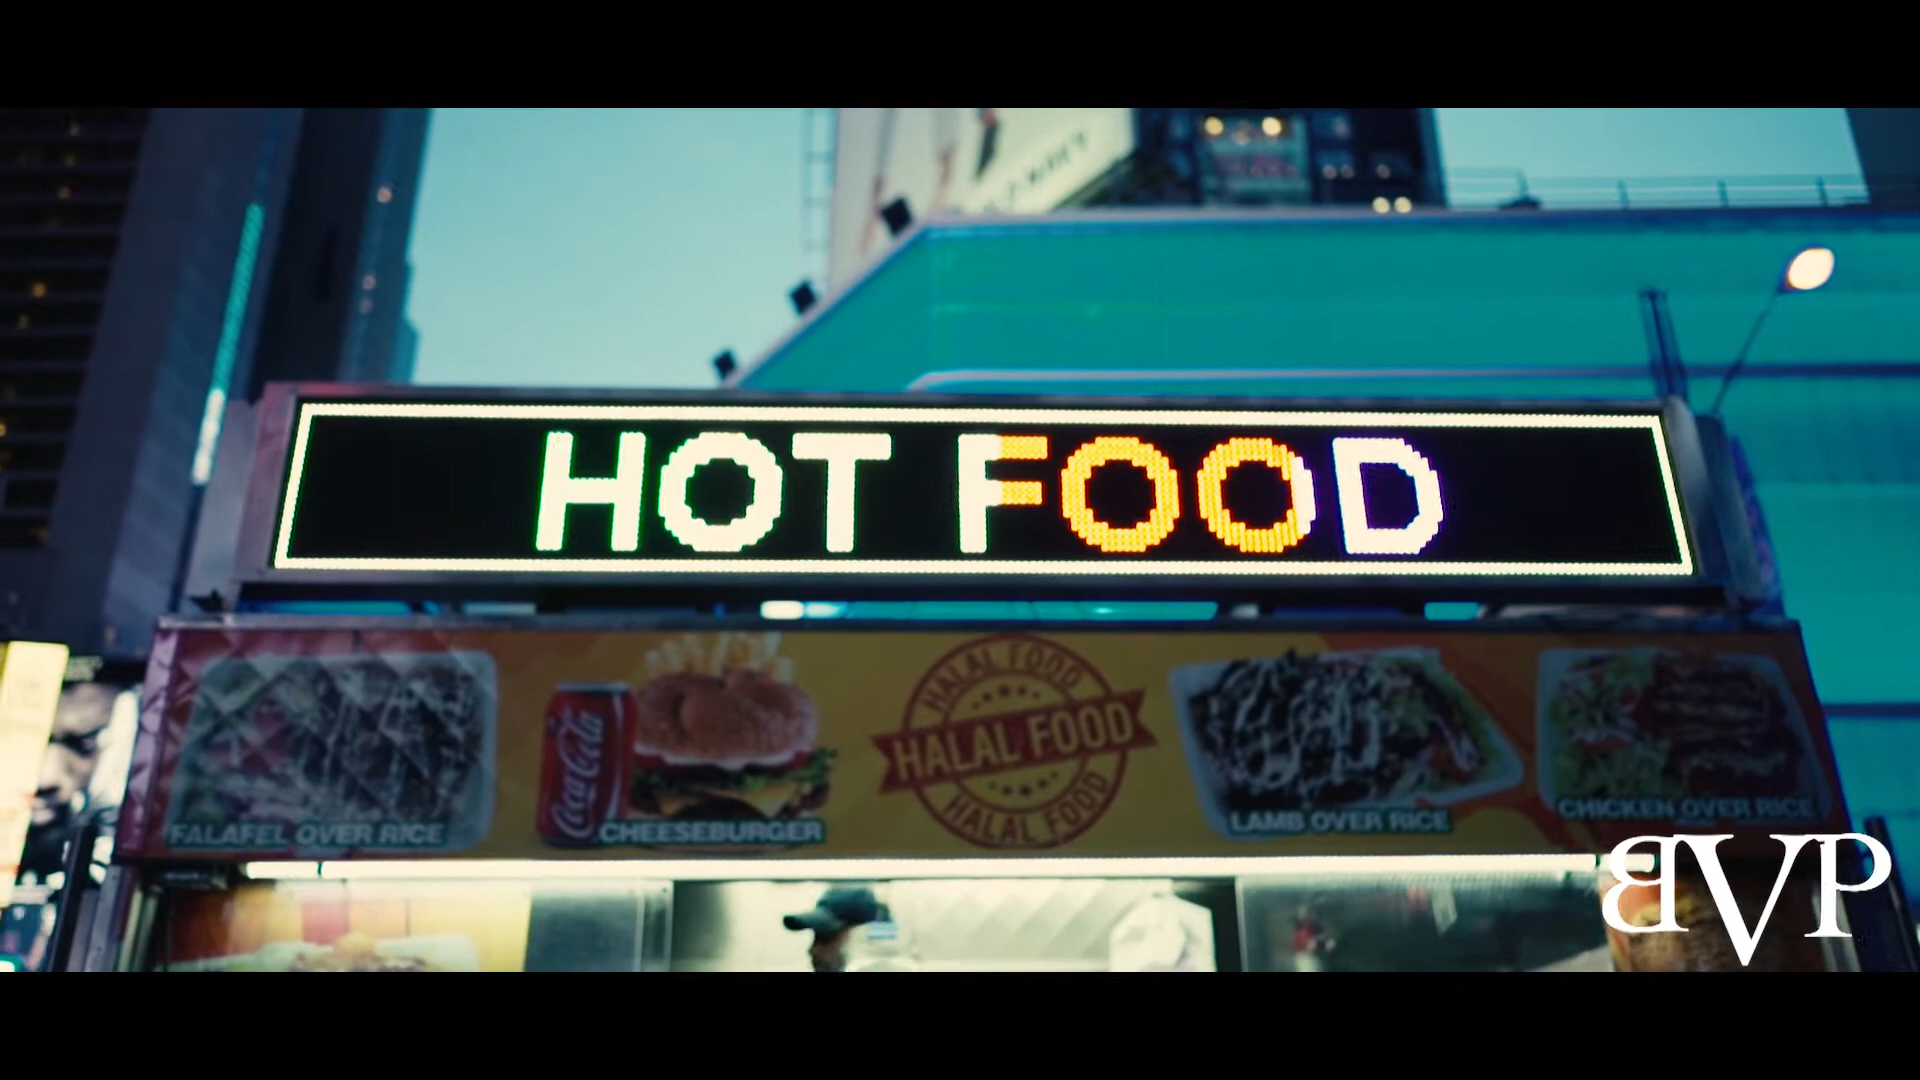 HOT FOOD
HALAL FOOD
HALAL FOOD
HALAL FOOD
Coca-Cola
FALAFEL OVER RICE
CHEESEBURGER
LAMB OVER RICE
CHICKEN OVER RICE
BVP